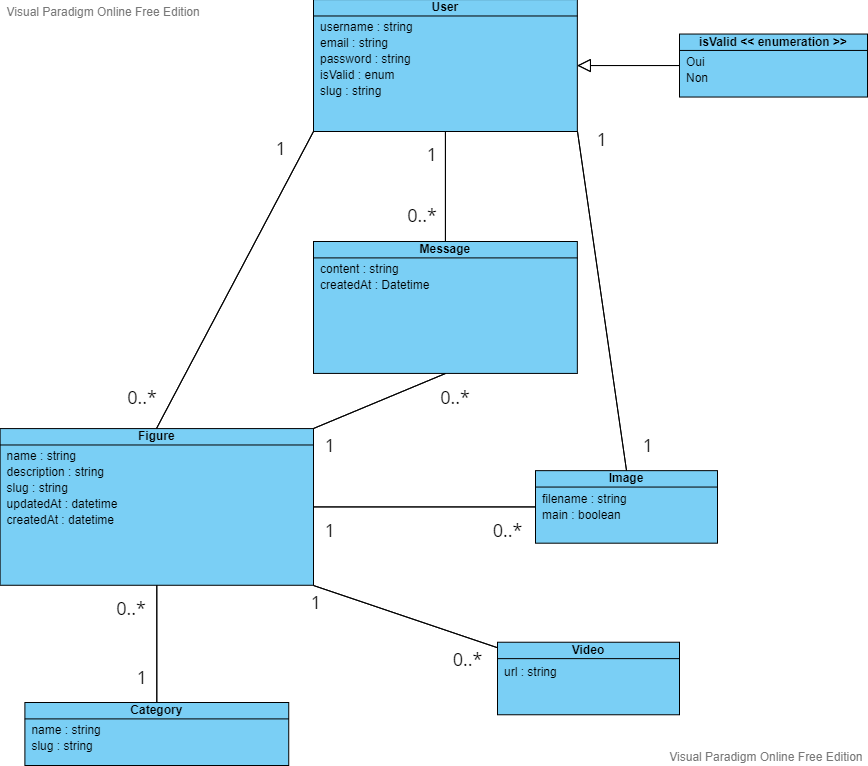 Visual Paradigm Online Free Edition
User
username : string
email : string
password : string
isValid : enum
slug : string
isValid << enumeration >>
Oui
Non
1
1
1
0..*
Message
content : string
createdAt : Datetime
0..*
0..*
1
1
Figure
name : string
description : string
slug : string
updatedAt : datetime
createdAt : datetime
Image
filename : string
main : boolean
1
0..*
0..*
1
1
0..*
Video
url : string
Category
name : string
slug : string
Visual Paradigm Online Free Edition